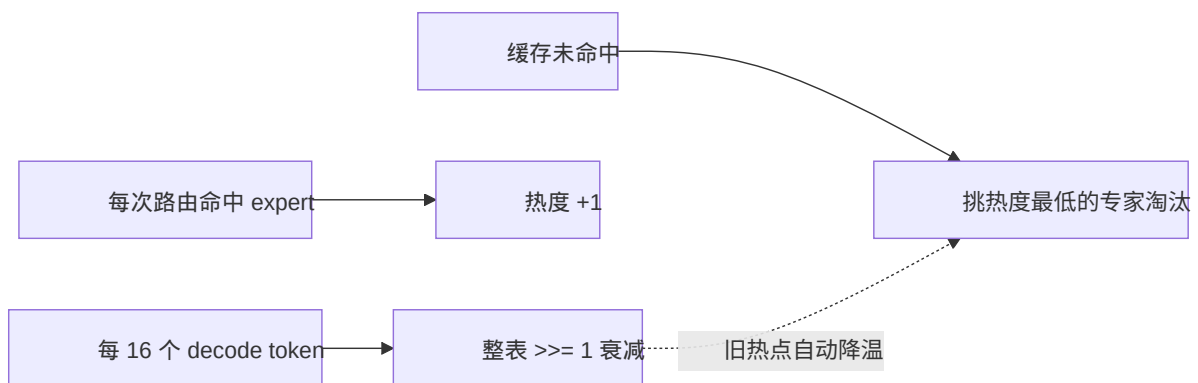 缓存未命中
每次路由命中 expert
热度 +1
挑热度最低的专家淘汰
每 16 个 decode token
整表 >>= 1 衰减
旧热点自动降温